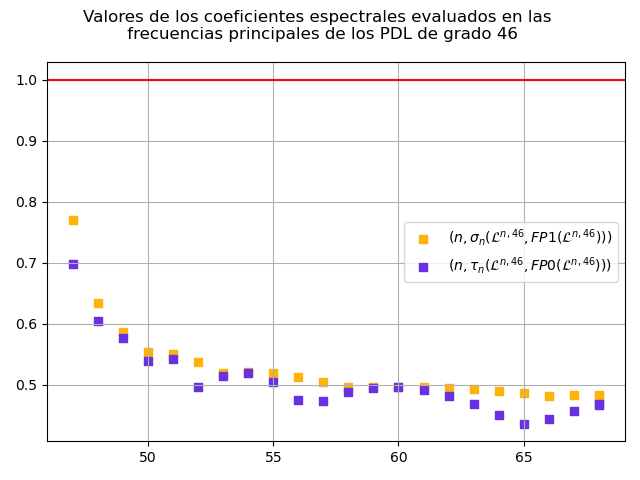 Valores de los coeficientes espectrales evaluados en las
frecuencias principales de los PDL de grado 46
1.0
0.9
0.8
0.7
0.6
0.5
(n, σₙ(ℒⁿ,⁴⁶, FP1(ℒⁿ,⁴⁶)))
(n, τₙ(ℒⁿ,⁴⁶, FP0(ℒⁿ,⁴⁶)))
50 55 60 65